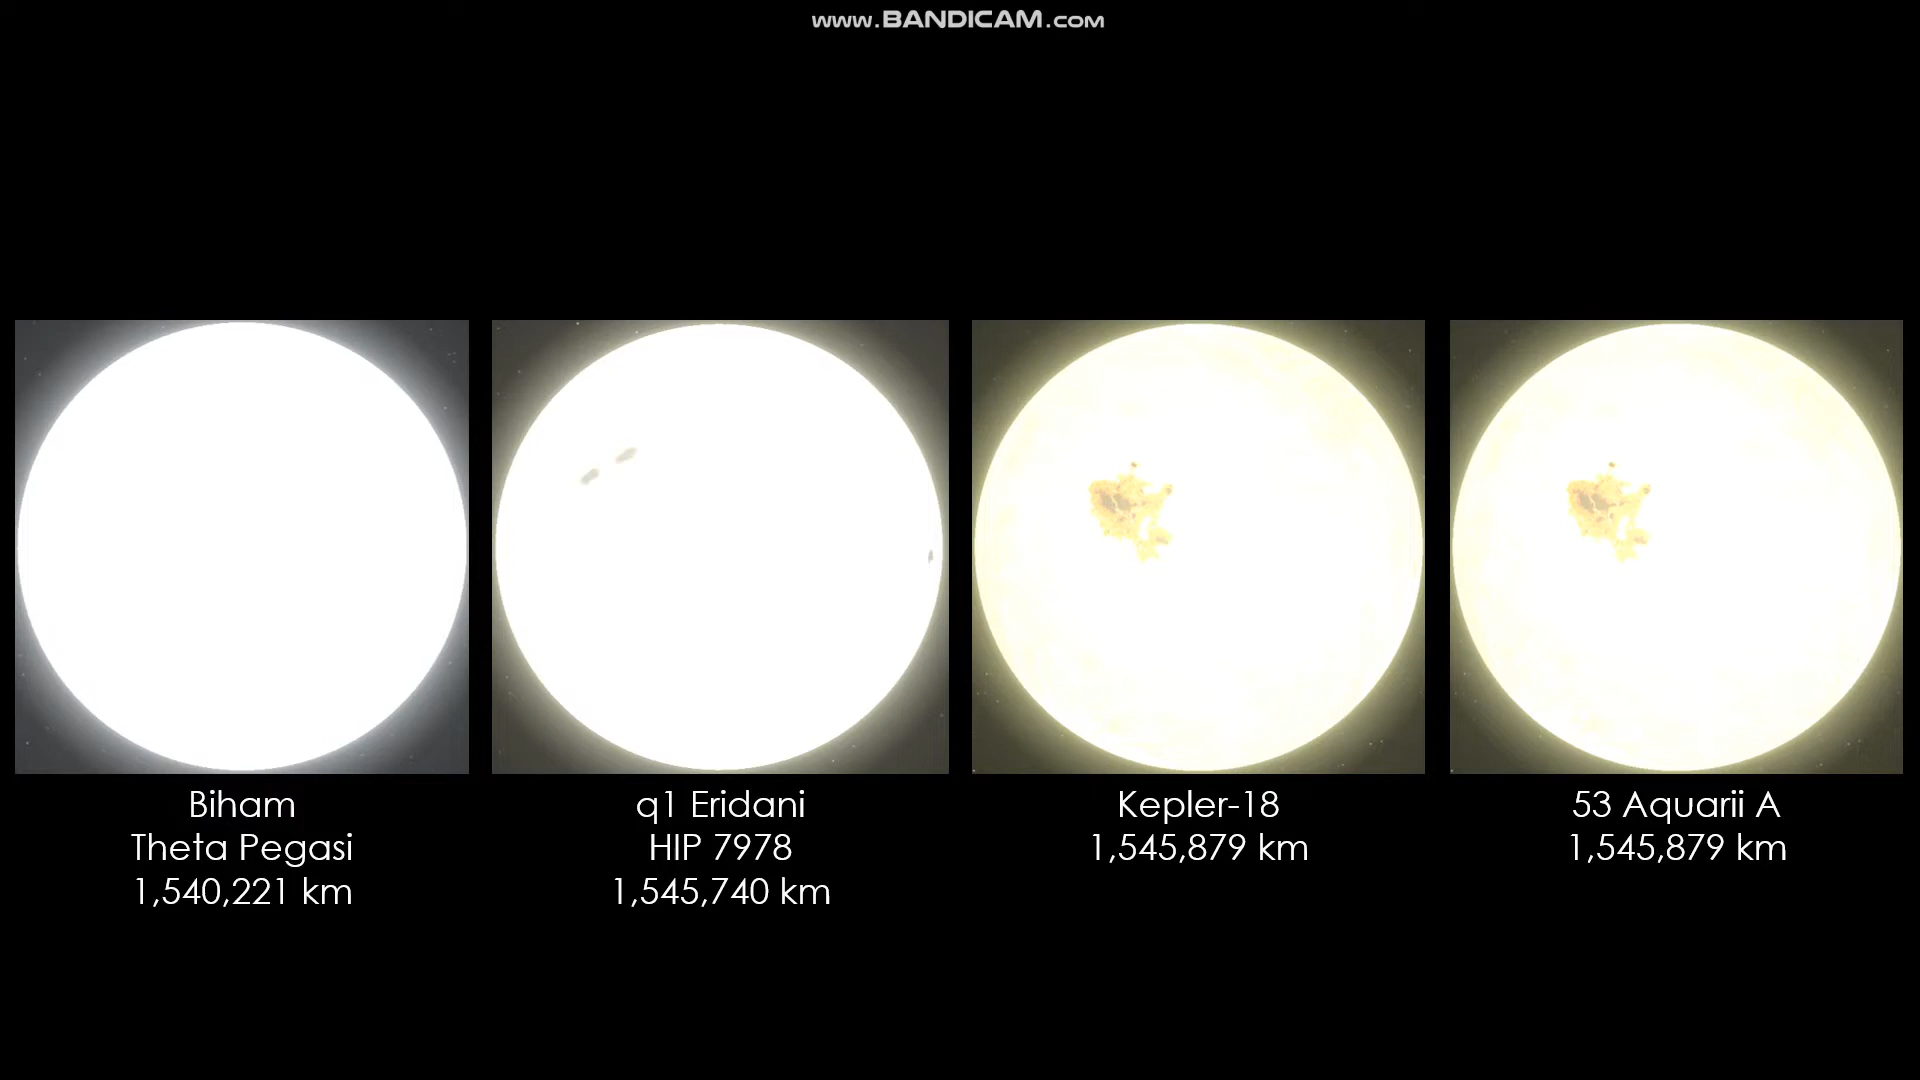 www.BANDICAM.com
Biham
Theta Pegasi
1,540,221 km
q1 Eridani
HIP 7978
1,545,740 km
Kepler-18
1,545,879 km
53 Aquarii A
1,545,879 km